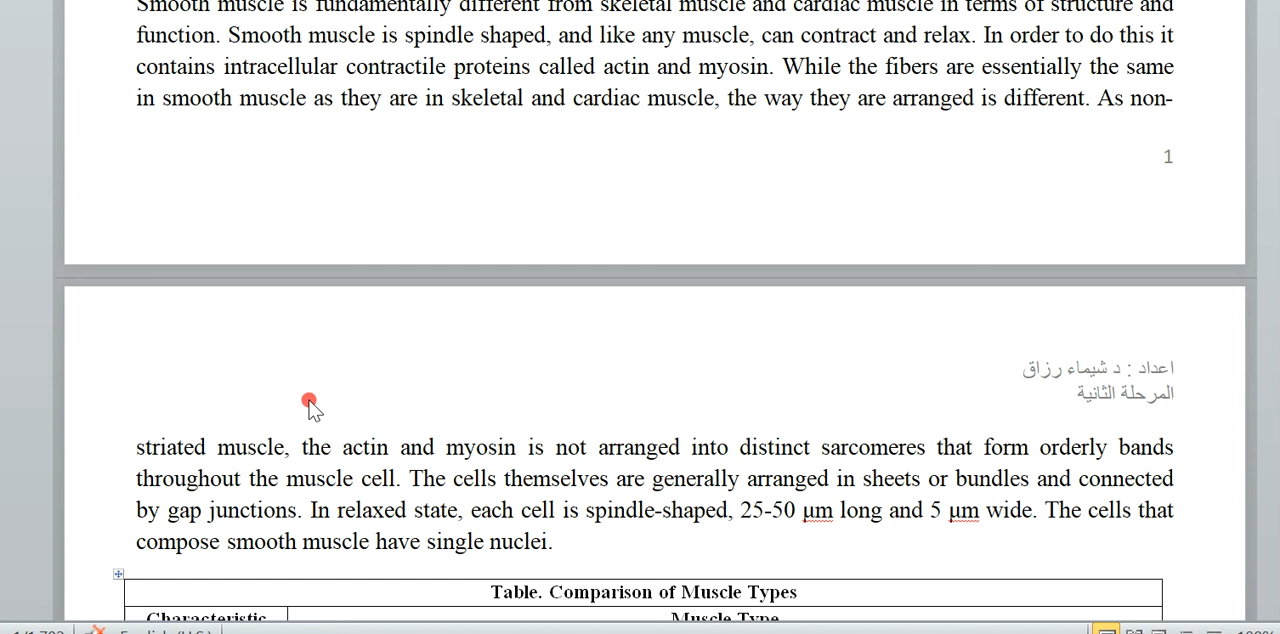 Smooth muscle is fundamentally different from skeletal muscle and cardiac muscle in terms of structure and
function. Smooth muscle is spindle shaped, and like any muscle, can contract and relax. In order to do this it
contains intracellular contractile proteins called actin and myosin. While the fibers are essentially the same
in smooth muscle as they are in skeletal and cardiac muscle, the way they are arranged is different. As non-
1
اعداد : د شيماء رزاق
المرحلة الثانية
striated muscle, the actin and myosin is not arranged into distinct sarcomeres that form orderly bands
throughout the muscle cell. The cells themselves are generally arranged in sheets or bundles and connected
by gap junctions. In relaxed state, each cell is spindle-shaped, 25-50 μm long and 5 μm wide. The cells that
compose smooth muscle have single nuclei.
Table. Comparison of Muscle Types
Characteristic Muscle Type